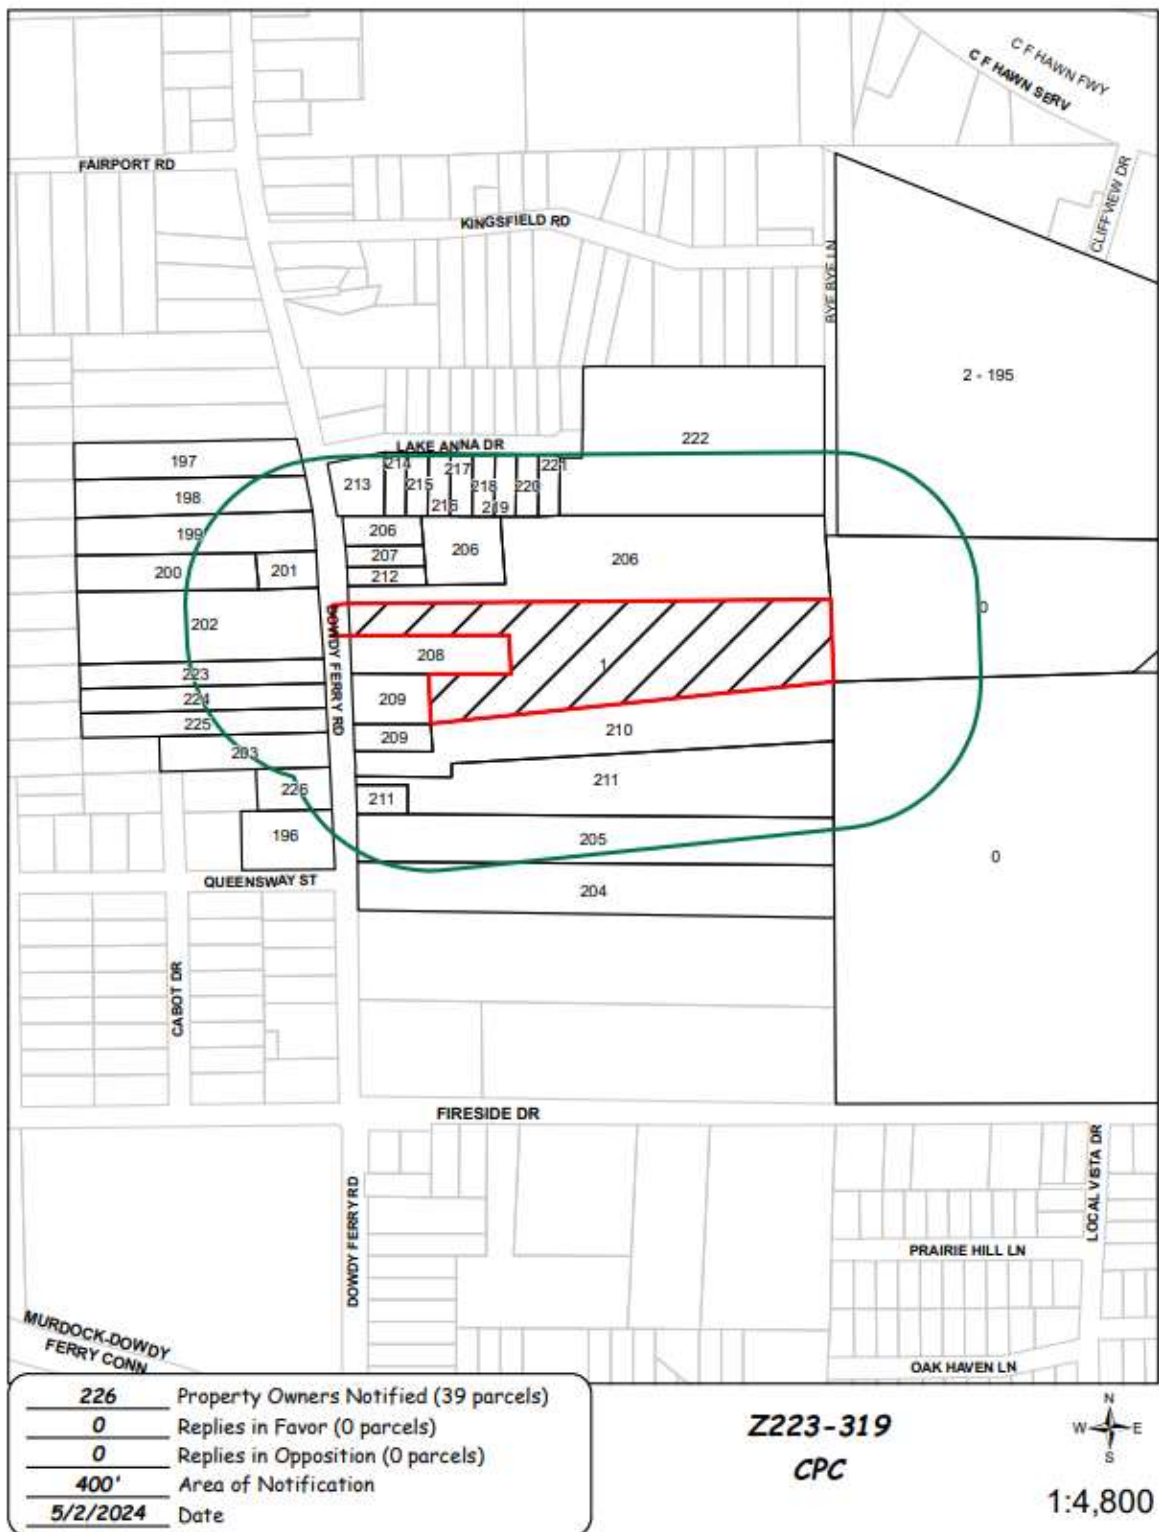 C F HAWN FWY
C F HAWN SERV
FAIRPORT RD
CLIFFVIEW DR
KINGSFIELD RD
BYE BYE LN
2 - 195
LAKE ANNA DR
222
197
214
217
221
213
215
218
220
198
216
219
199
206
206
206
207
200
201
212
0
202
DOWDY FERRY RD
208
1
223
209
224
225
209
210
203
211
226
211
196
205
0
QUEENSWAY ST
204
CABOT DR
FIRESIDE DR
LOCAL VISTA DR
DOWDY FERRY RD
PRAIRIE HILL LN
MURDOCK-DOWDY
FERRY CONN
OAK HAVEN LN
226 Property Owners Notified (39 parcels)
0 Replies in Favor (0 parcels)
0 Replies in Opposition (0 parcels)
400' Area of Notification
5/2/2024 Date
Z223-319
CPC
N
W E
S
1:4,800